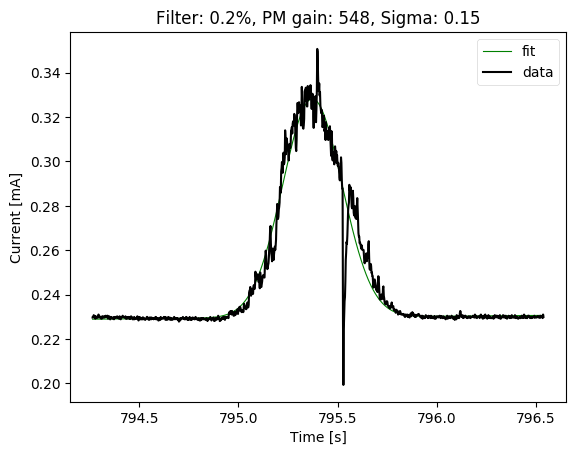 Filter: 0.2%, PM gain: 548, Sigma: 0.15
fit
data
0.34
0.32
0.30
0.28
0.26
0.24
0.22
0.20
Current [mA]
794.5 795.0 795.5 796.0 796.5
Time [s]